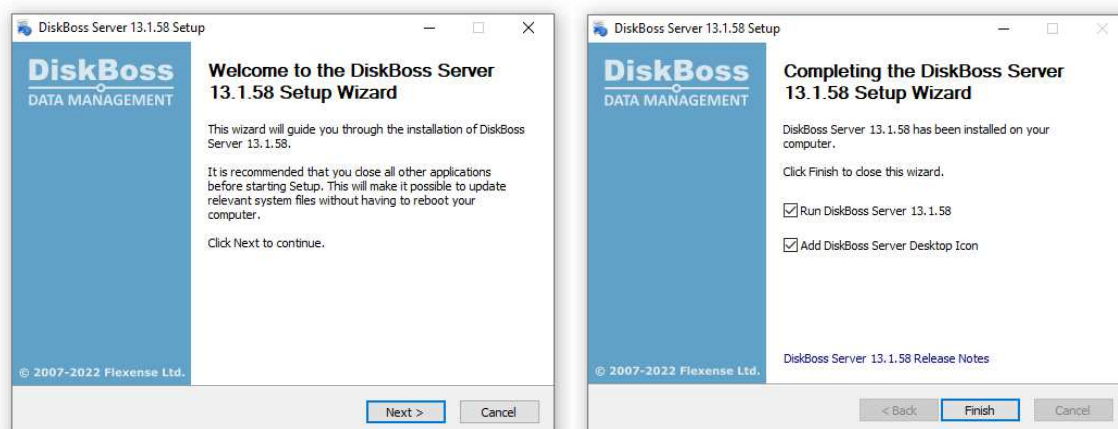 DiskBoss Server 13.1.58 Setup
DiskBoss
DATA MANAGEMENT
Welcome to the DiskBoss Server
13.1.58 Setup Wizard
This wizard will guide you through the installation of DiskBoss
Server 13.1.58.
It is recommended that you close all other applications
before starting Setup. This will make it possible to update
relevant system files without having to reboot your
computer.
Click Next to continue.
© 2007-2022 Flexense Ltd.
Next >
Cancel
DiskBoss Server 13.1.58 Setup
DiskBoss
DATA MANAGEMENT
Completing the DiskBoss Server
13.1.58 Setup Wizard
DiskBoss Server 13.1.58 has been installed on your
computer.
Click Finish to close this wizard.
Run DiskBoss Server 13.1.58
Add DiskBoss Server Desktop Icon
DiskBoss Server 13.1.58 Release Notes
© 2007-2022 Flexense Ltd.
< Back
Finish
Cancel